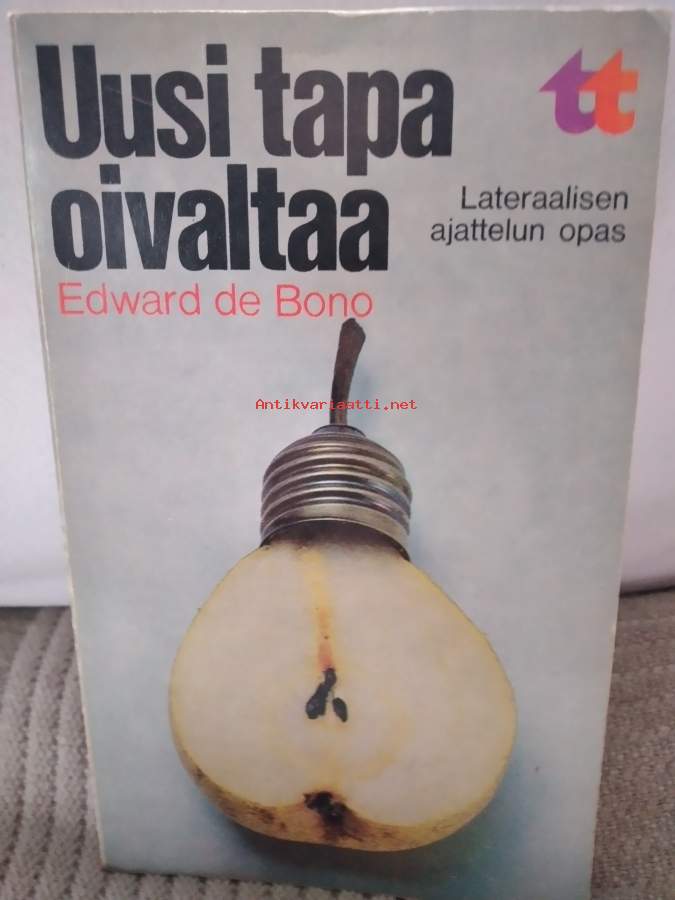 Uusi tapa
oivaltaa
tt
Lateraalisen
ajattelun opas
Edward de Bono
Antikvariaatti.net